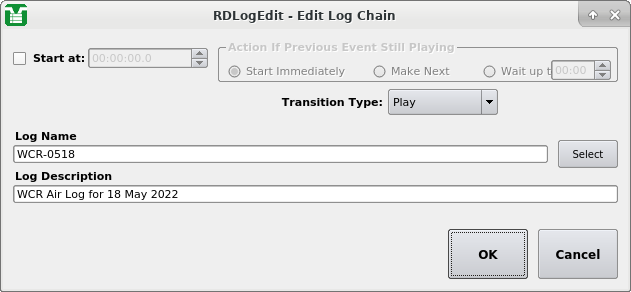 RDLogEdit - Edit Log Chain
Action If Previous Event Still Playing
Start at: 00:00:00.0 Start Immediately Make Next Wait up t 00:00
Transition Type: Play
Log Name
WCR-0518 Select
Log Description
WCR Air Log for 18 May 2022
OK Cancel